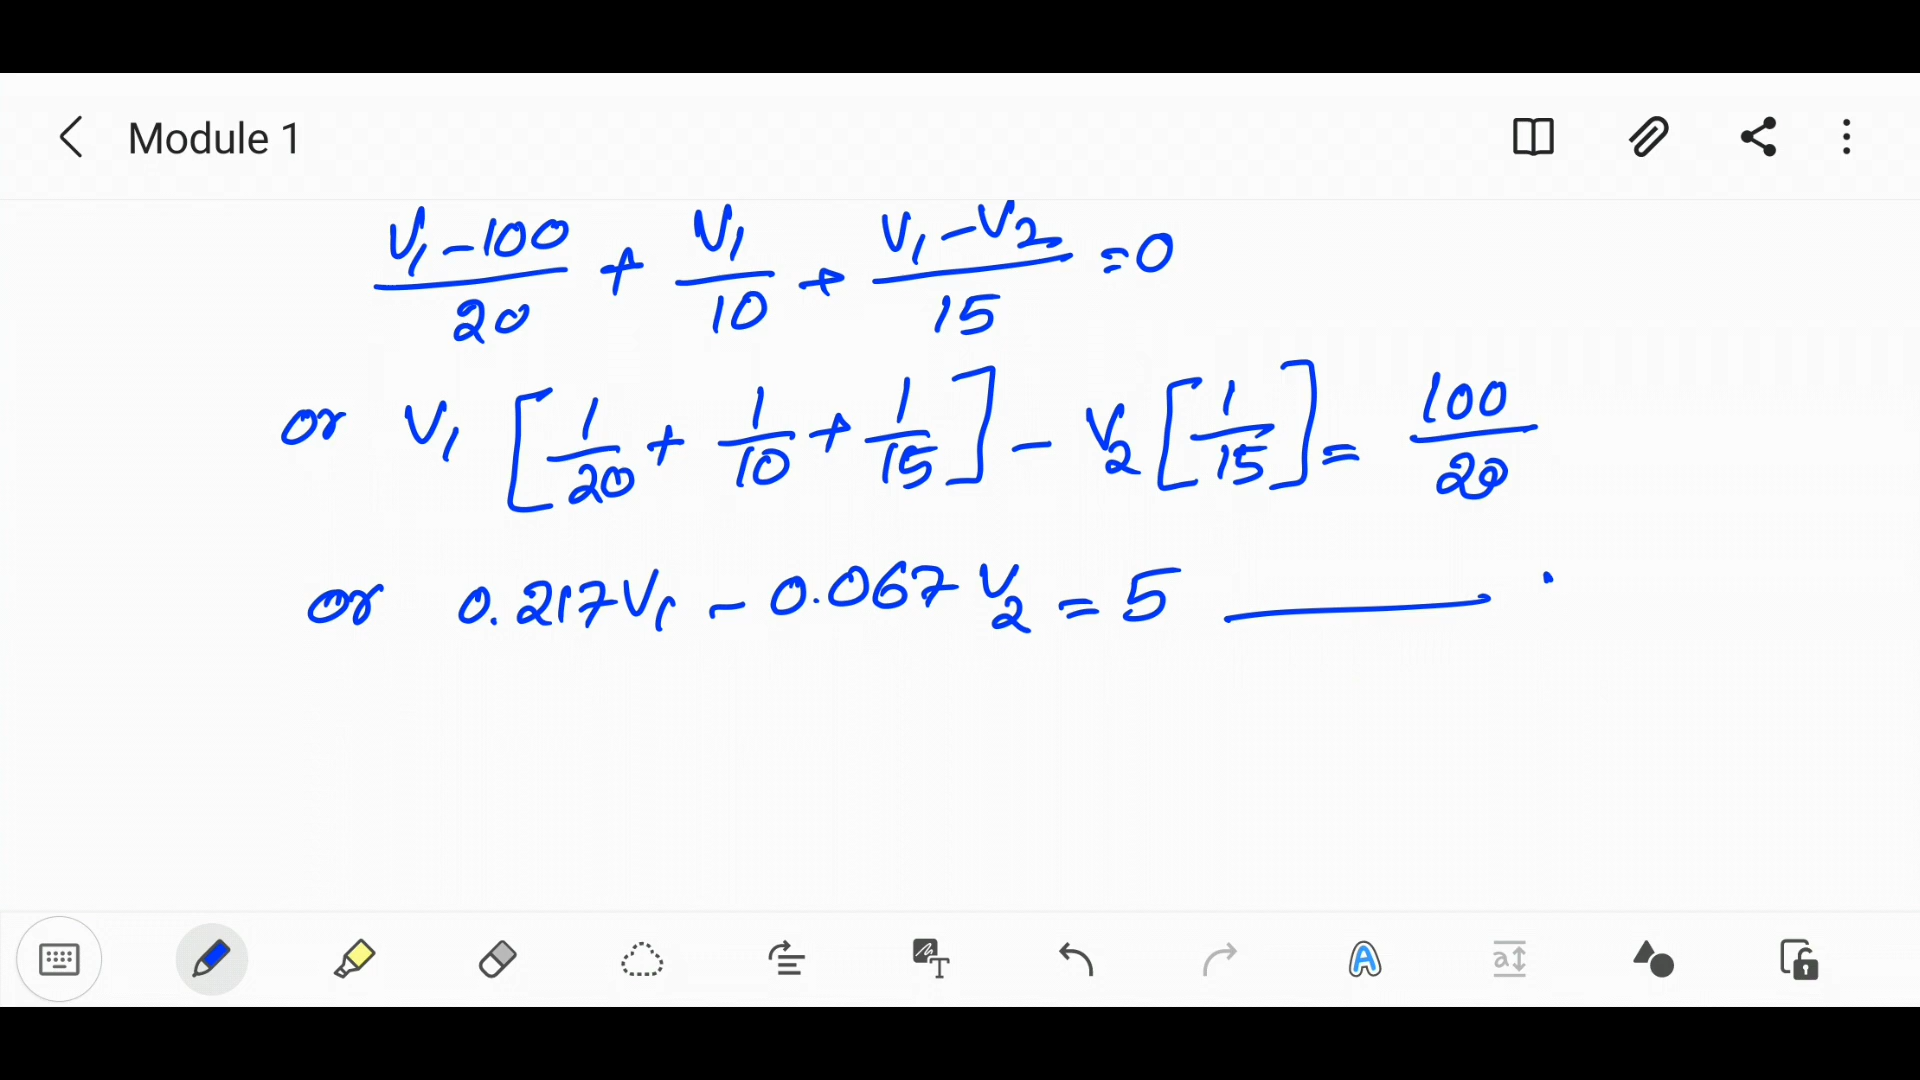 Module 1
V₁-100/20 + V₁/10 + V₁-V₂/15 =0
or V₁ [1/20 + 1/10 + 1/15] - V₂ [1/15] = 100/20
or 0.217V₁ - 0.067 V₂ = 5